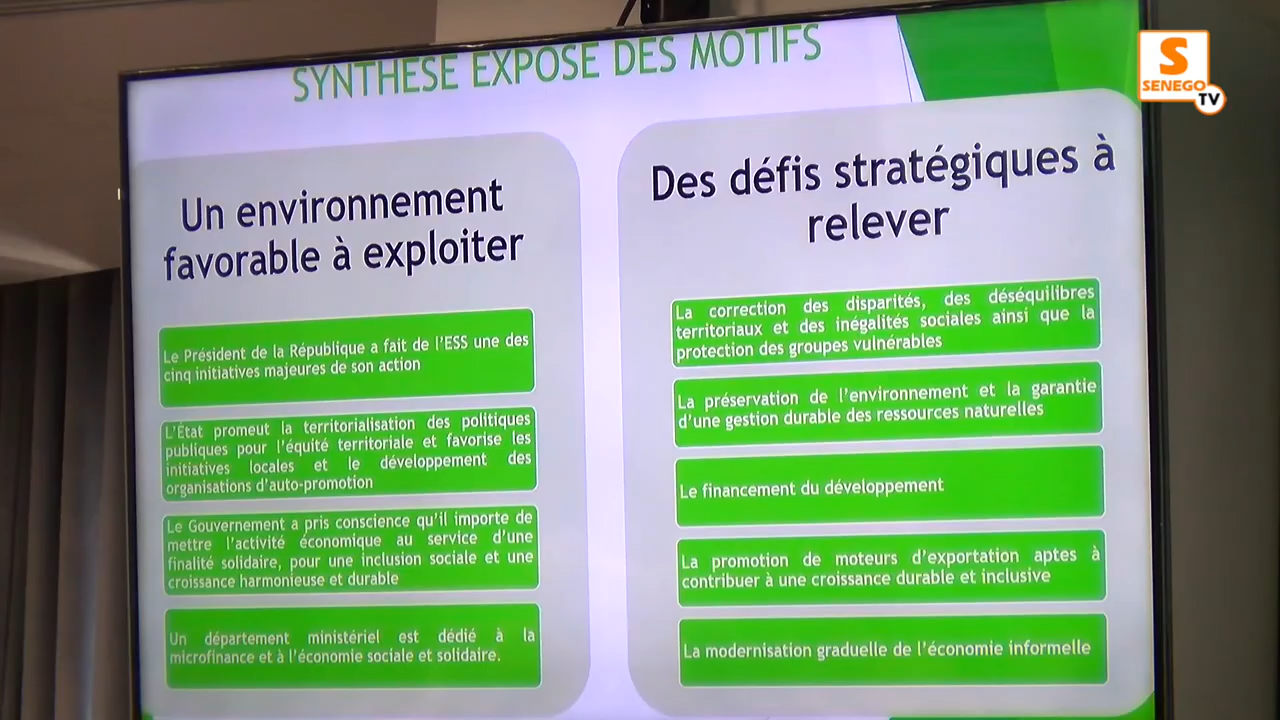 SYNTHESE EXPOSE DES MOTIFS
S
SENEGO
TV
Un environnement
favorable à exploiter
Le Président de la République a fait de l'ESS une des
cinq initiatives majeures de son action
L'État promeut la territorialisation des politiques
publiques pour l'équité territoriale et favorise les
initiatives locales et le développement des
organisations d'auto-promotion
Le Gouvernement a pris conscience qu'il importe de
mettre l'activité économique au service d'une
finalité solidaire, pour une inclusion sociale et une
croissance harmonieuse et durable
Un département ministériel est dédié à la
microfinance et à l'économie sociale et solidaire.
Des défis stratégiques à
relever
La correction des disparités, des déséquilibres
territoriaux et des inégalités sociales ainsi que la
protection des groupes vulnérables
La préservation de l'environnement et la garantie
d'une gestion durable des ressources naturelles
Le financement du développement
La promotion de moteurs d'exportation aptes à
contribuer à une croissance durable et inclusive
La modernisation graduelle de l'économie informelle